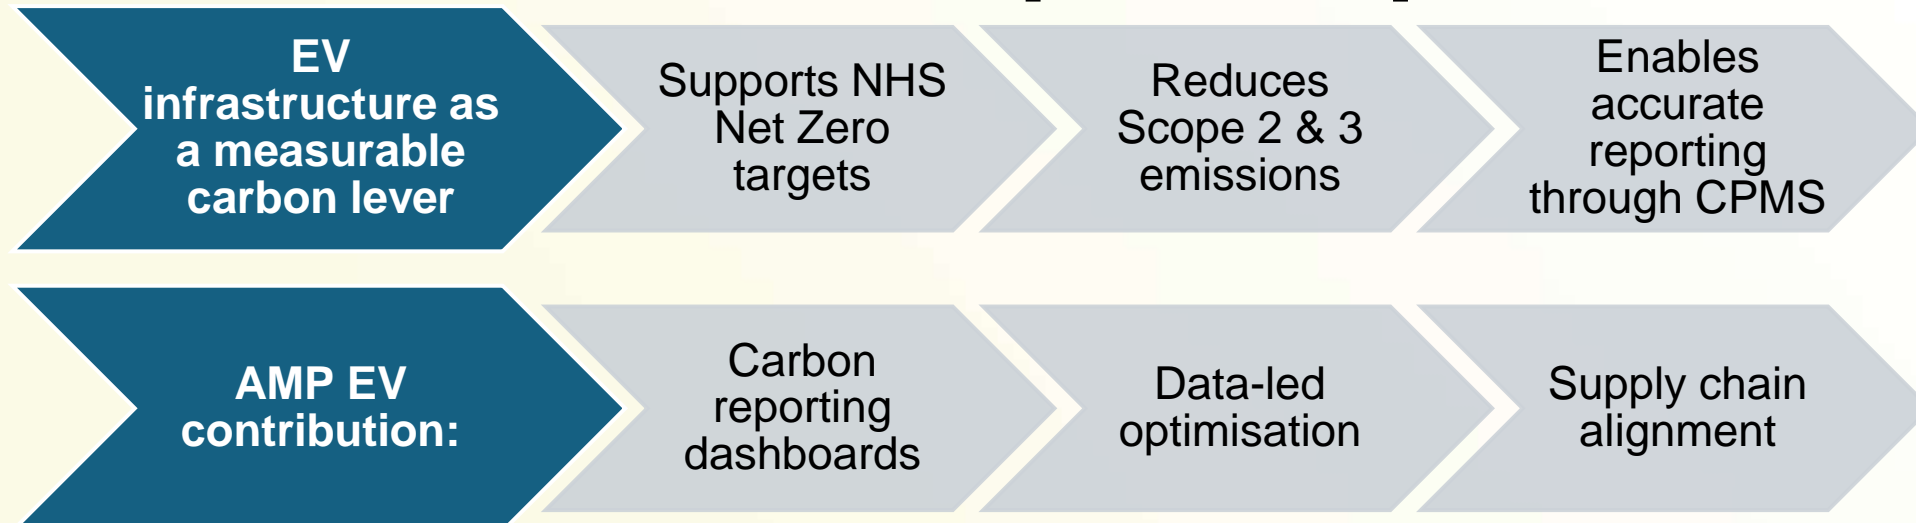 EV
infrastructure as
a measurable
carbon lever
Supports NHS
Net Zero
targets
Reduces
Scope 2 & 3
emissions
Enables
accurate
reporting
through CPMS
AMP EV
contribution:
Carbon
reporting
dashboards
Data-led
optimisation
Supply chain
alignment